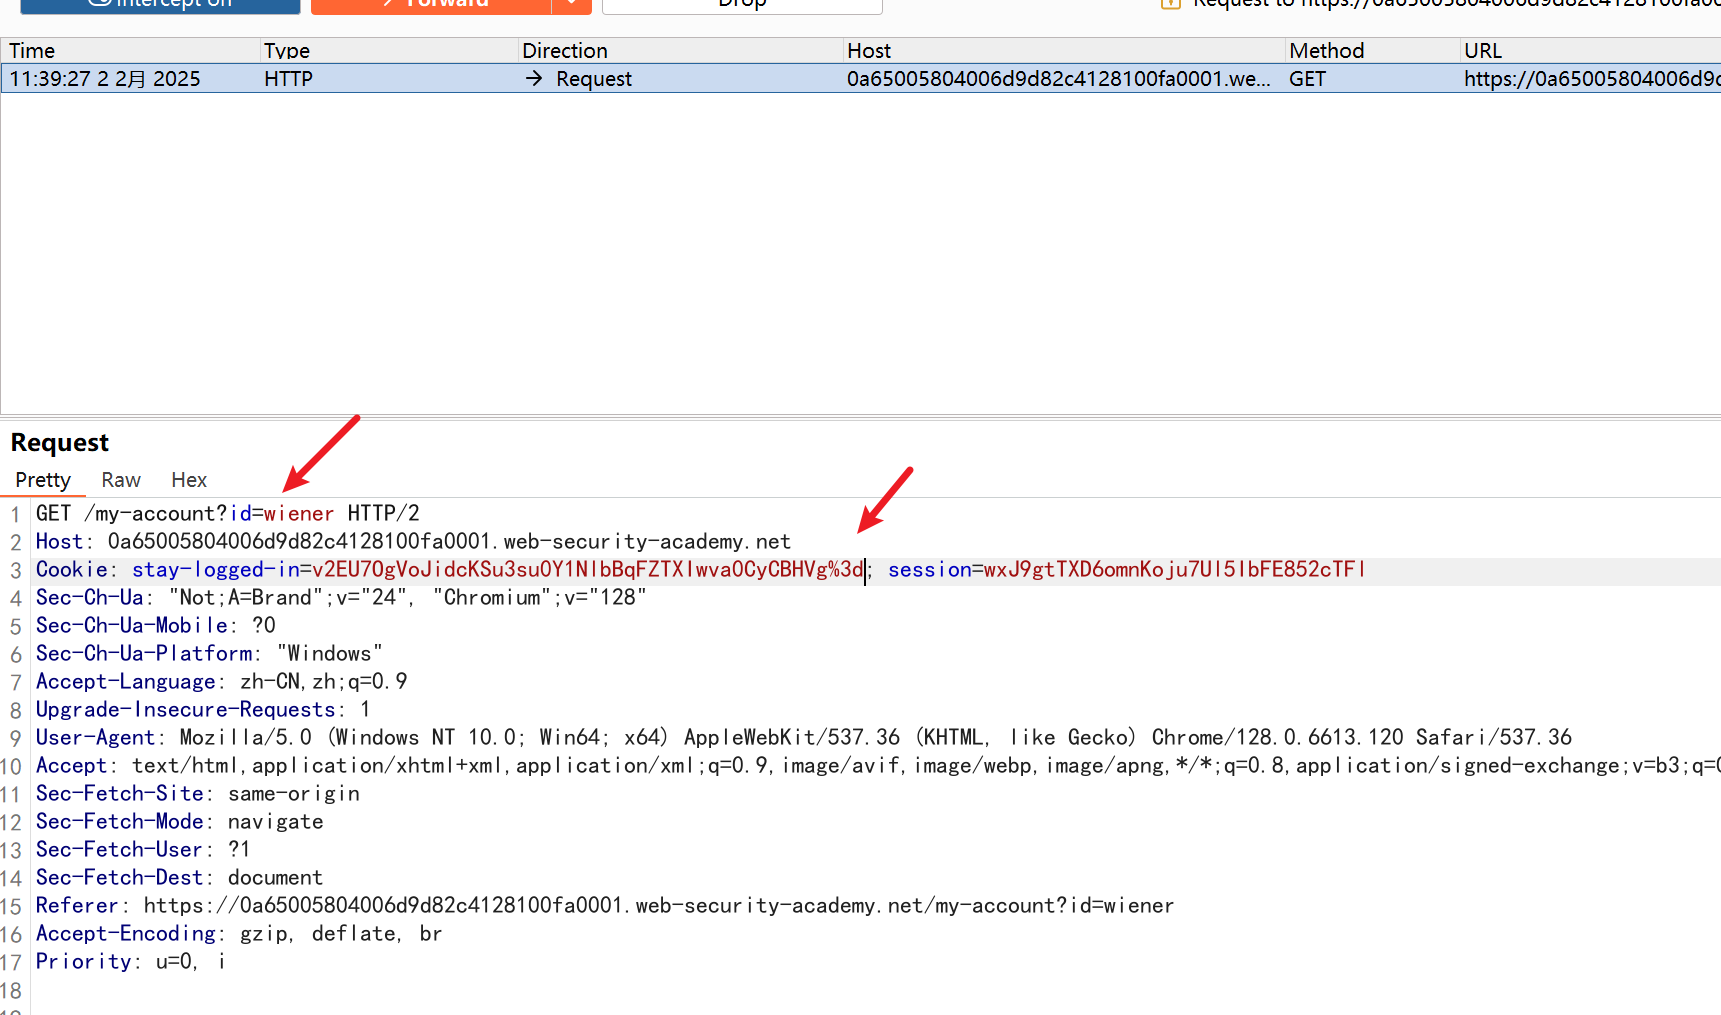 Intercept on Forward Drop Request to https://0a65005804006d9d82c4128100fa00
Time Type Direction Host Method URL
11:39:27 2 2月 2025 HTTP → Request 0a65005804006d9d82c4128100fa0001.we... GET https://0a65005804006d9c
Request
Pretty Raw Hex
1 GET /my-account?id=wiener HTTP/2
2 Host: 0a65005804006d9d82c4128100fa0001.web-security-academy.net
3 Cookie: stay-logged-in=v2EU7OgVoJidcKSu3suOY1NlbBqFZTXIwvaOCyCBHVg%3d; session=wxJ9gtTXD6omnKoju7Ul5IbFE852cTFl
4 Sec-Ch-Ua: "Not;A=Brand";v="24", "Chromium";v="128"
5 Sec-Ch-Ua-Mobile: ?0
6 Sec-Ch-Ua-Platform: "Windows"
7 Accept-Language: zh-CN,zh;q=0.9
8 Upgrade-Insecure-Requests: 1
9 User-Agent: Mozilla/5.0 (Windows NT 10.0; Win64; x64) AppleWebKit/537.36 (KHTML, like Gecko) Chrome/128.0.6613.120 Safari/537.36
10 Accept: text/html,application/xhtml+xml,application/xml;q=0.9,image/avif,image/webp,image/apng,*/*;q=0.8,application/signed-exchange;v=b3;q=0
11 Sec-Fetch-Site: same-origin
12 Sec-Fetch-Mode: navigate
13 Sec-Fetch-User: ?1
14 Sec-Fetch-Dest: document
15 Referer: https://0a65005804006d9d82c4128100fa0001.web-security-academy.net/my-account?id=wiener
16 Accept-Encoding: gzip, deflate, br
17 Priority: u=0, i
18